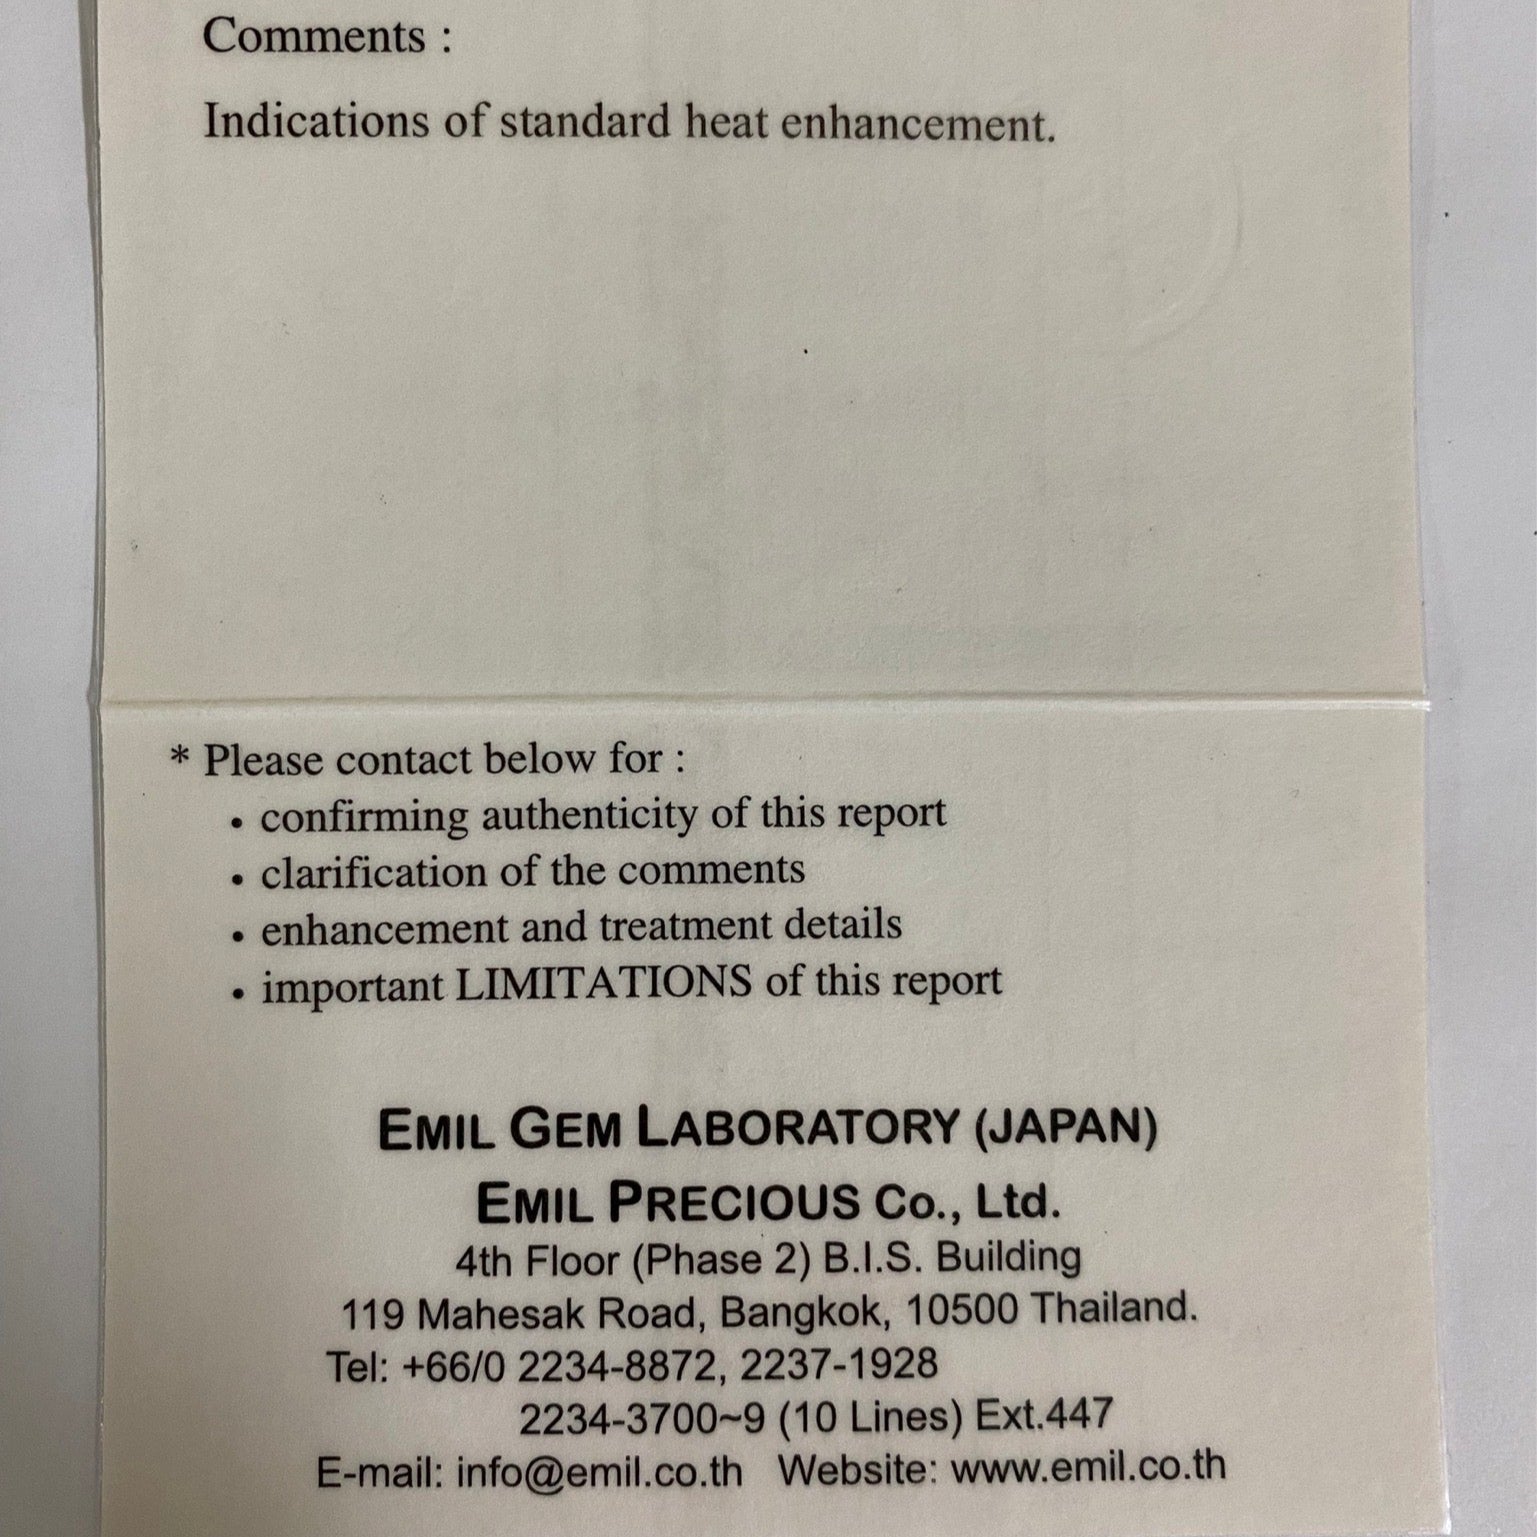 Comments :
Indications of standard heat enhancement.
* Please contact below for :
• confirming authenticity of this report
• clarification of the comments
• enhancement and treatment details
• important LIMITATIONS of this report
EMIL GEM LABORATORY (JAPAN)
EMIL PRECIOUS Co., Ltd.
4th Floor (Phase 2) B.I.S. Building
119 Mahesak Road, Bangkok, 10500 Thailand.
Tel: +66/0 2234-8872, 2237-1928
2234-3700~9 (10 Lines) Ext.447
E-mail: info@emil.co.th Website: www.emil.co.th